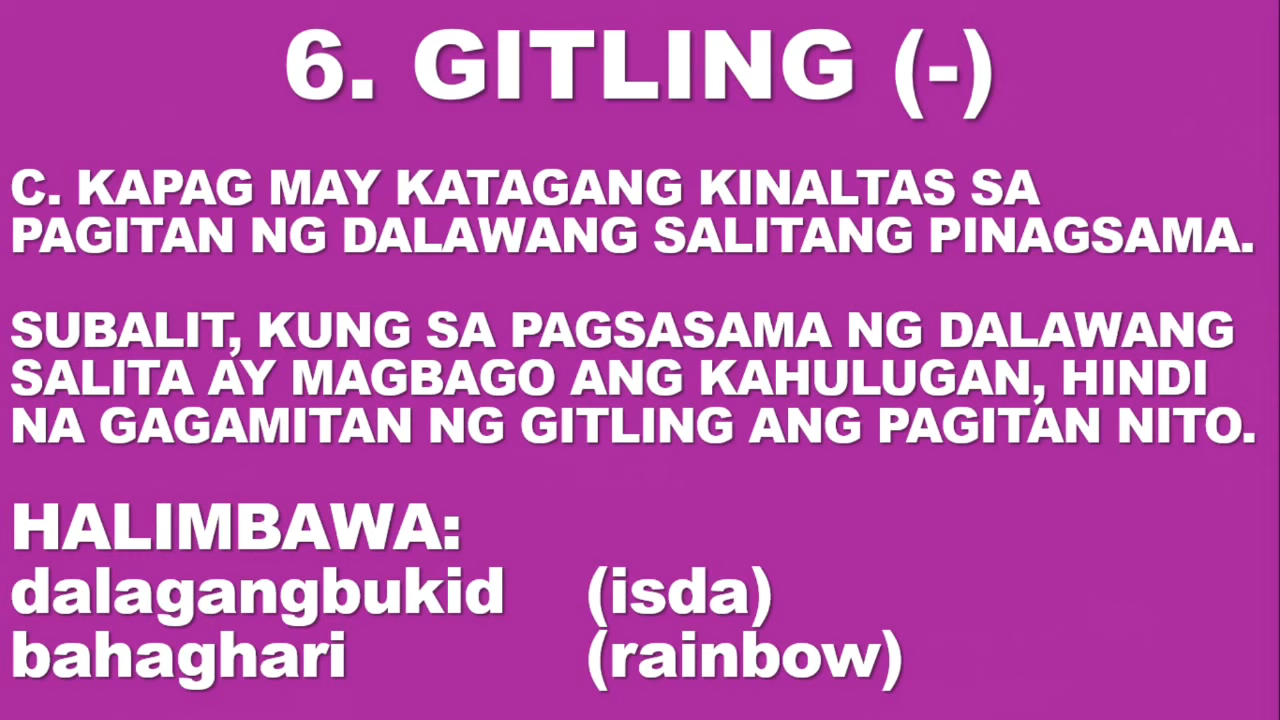 6. GITLING (-)
C. KAPAG MAY KATAGANG KINALTAS SA
PAGITAN NG DALAWANG SALITANG PINAGSAMA.
SUBALIT, KUNG SA PAGSASAMA NG DALAWANG
SALITA AY MAGBAGO ANG KAHULUGAN, HINDI
NA GAGAMITAN NG GITLING ANG PAGITAN NITO.
HALIMBAWA:
dalagangbukid (isda)
bahaghari (rainbow)